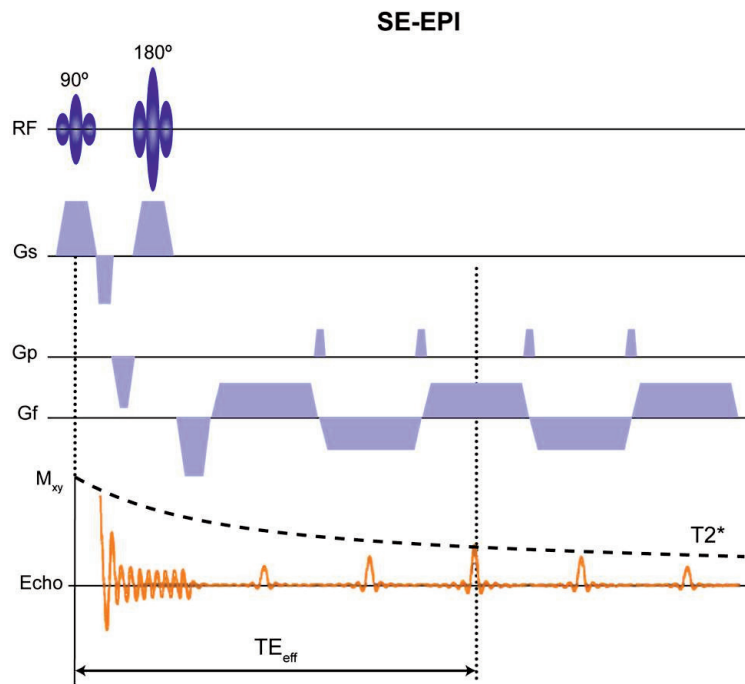 SE-EPI
90º
180º
RF
Gs
Gp
Gf
Mxy
T2*
Echo
TEeff